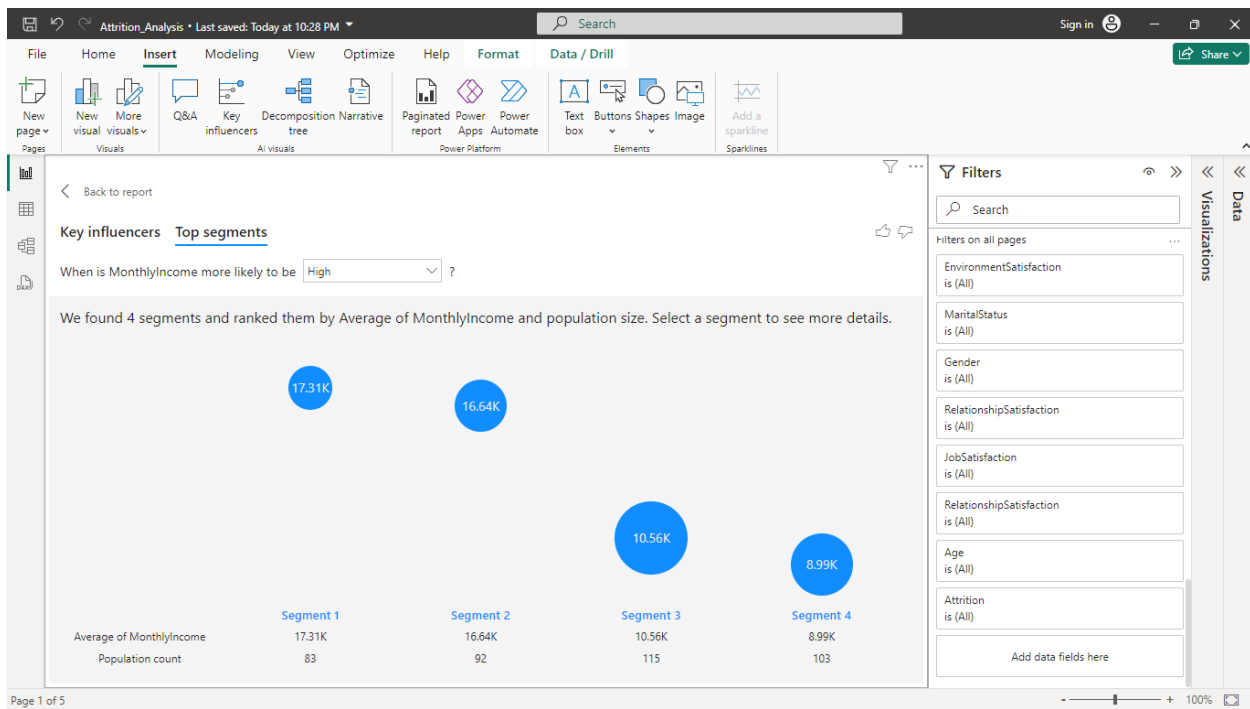 Attrition_Analysis • Last saved: Today at 10:28 PM
Search
Sign in
File Home Insert Modeling View Optimize Help Format Data / Drill
Share
New page
New visual
More visuals
Q&A
Key influencers
Decomposition tree
Narrative
Paginated report
Power Apps
Power Automate
Text box
Buttons
Shapes
Image
Add a sparkline
Pages
Visuals
AI visuals
Power Platform
Elements
Sparklines
Back to report
Key influencers Top segments
When is MonthlyIncome more likely to be High ?
We found 4 segments and ranked them by Average of MonthlyIncome and population size. Select a segment to see more details.
17.31K
16.64K
10.56K
8.99K
Segment 1 Segment 2 Segment 3 Segment 4
Average of MonthlyIncome 17.31K 16.64K 10.56K 8.99K
Population count 83 92 115 103
Filters
Search
Filters on all pages
EnvironmentSatisfaction
is (All)
MaritalStatus
is (All)
Gender
is (All)
RelationshipSatisfaction
is (All)
JobSatisfaction
is (All)
RelationshipSatisfaction
is (All)
Age
is (All)
Attrition
is (All)
Add data fields here
Visualizations
Data
Page 1 of 5
- + 100%